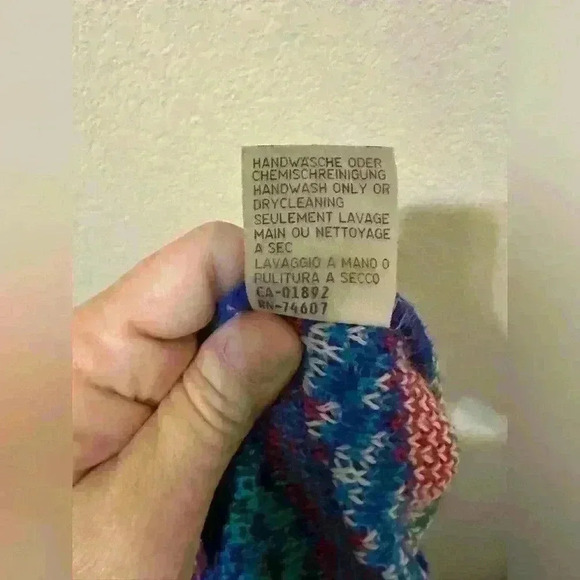 HANDWÄSCHE ODER
CHEMISCHREINIGUNG
HANDWASH ONLY OR
DRYCLEANING
SEULEMENT LAVAGE
MAIN OU NETTOYAGE
A SEC
LAVAGGIO A MANO O
PULITURA A SECCO
CA-01892
RN-74607